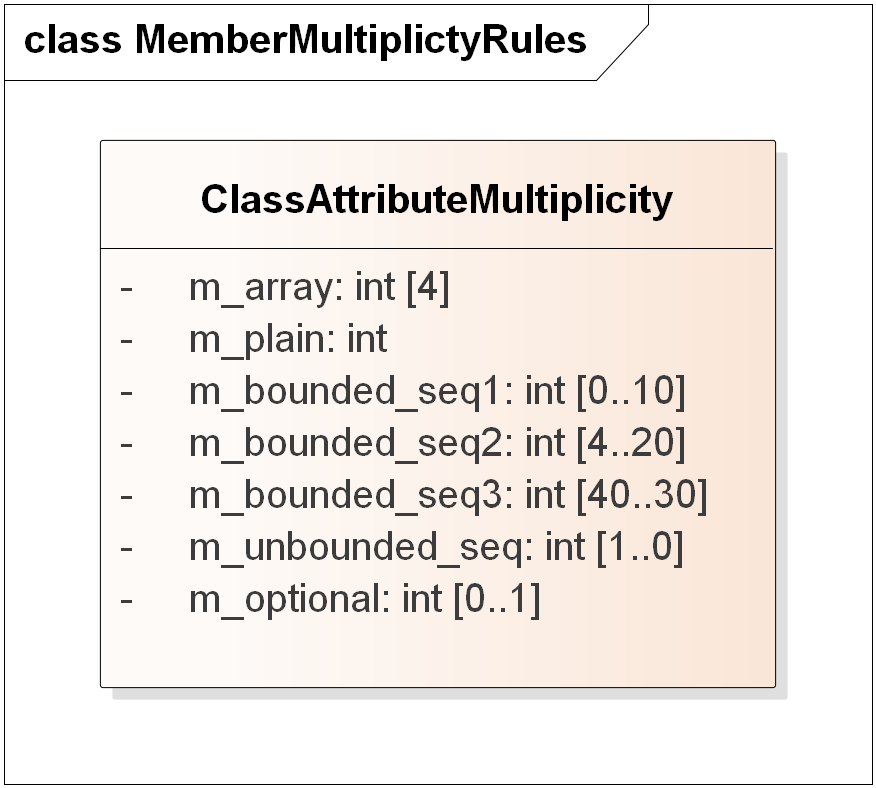 class MemberMultiplictyRules
ClassAttributeMultiplicity
- m_array: int [4]
- m_plain: int
- m_bounded_seq1: int [0..10]
- m_bounded_seq2: int [4..20]
- m_bounded_seq3: int [40..30]
- m_unbounded_seq: int [1..0]
- m_optional: int [0..1]